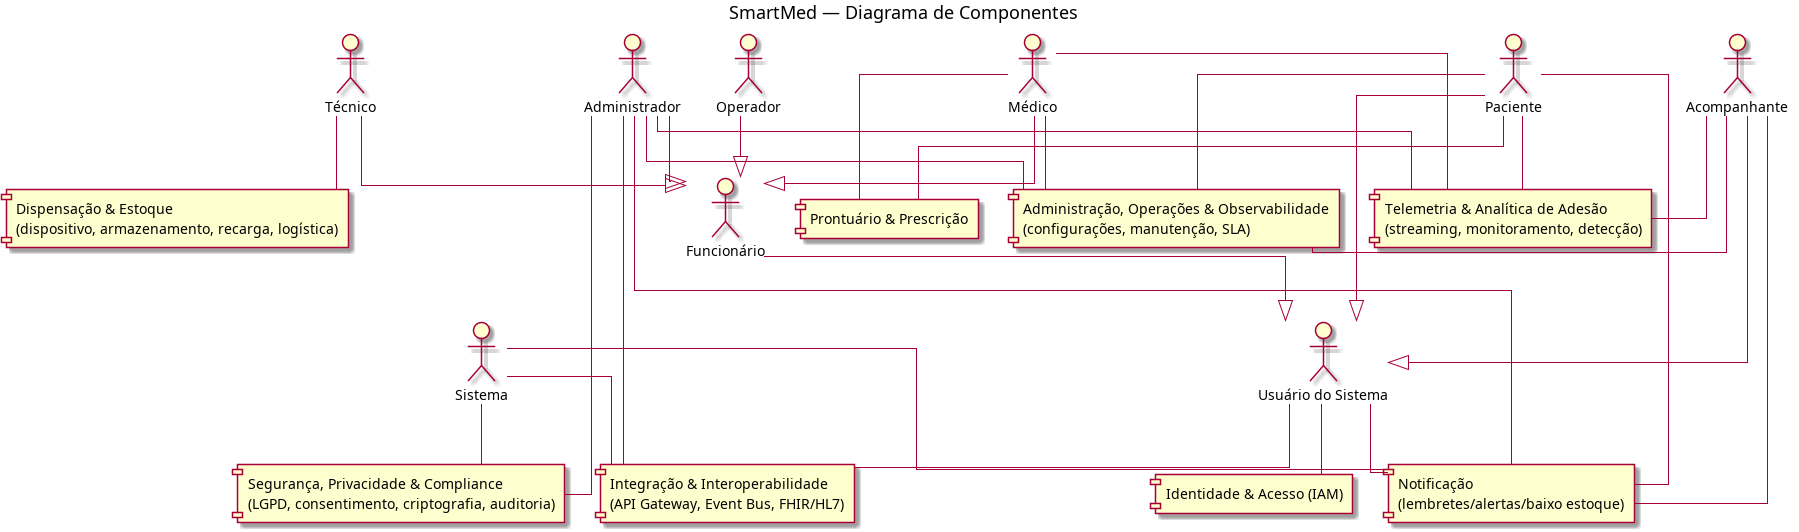 SmartMed — Diagrama de Componentes
Técnico
Administrador
Operador
Médico
Paciente
Acompanhante
Dispensação & Estoque
(dispositivo, armazenamento, recarga, logística)
Funcionário
Prontuário & Prescrição
Administração, Operações & Observabilidade
(configurações, manutenção, SLA)
Telemetria & Analítica de Adesão
(streaming, monitoramento, detecção)
Sistema
Usuário do Sistema
Segurança, Privacidade & Compliance
(LGPD, consentimento, criptografia, auditoria)
Integração & Interoperabilidade
(API Gateway, Event Bus, FHIR/HL7)
Identidade & Acesso (IAM)
Notificação
(lembretes/alertas/baixo estoque)